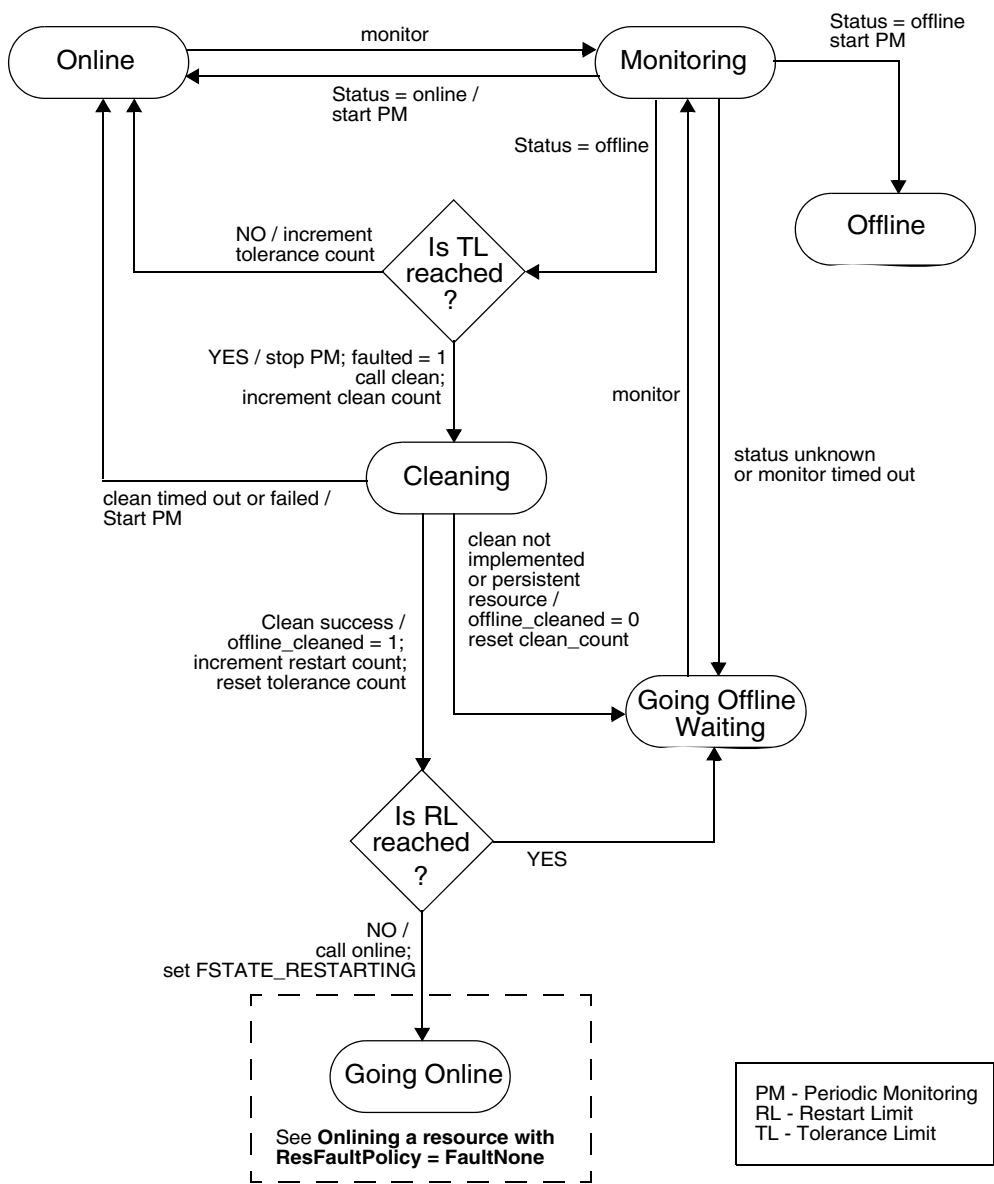 Online
monitor
Monitoring
Status = offline
start PM
Status = online /
start PM
Status = offline
Offline
NO / increment
tolerance count
Is TL
reached
?
YES / stop PM; faulted = 1
call clean;
increment clean count
monitor
status unknown
or monitor timed out
Cleaning
clean timed out or failed /
Start PM
clean not
implemented
or persistent
resource /
offline_cleaned = 0
reset clean_count
Clean success /
offline_cleaned = 1;
increment restart count;
reset tolerance count
Going Offline
Waiting
Is RL
reached
?
YES
NO /
call online;
set FSTATE_RESTARTING
Going Online
See Onlining a resource with
ResFaultPolicy = FaultNone
PM - Periodic Monitoring
RL - Restart Limit
TL - Tolerance Limit